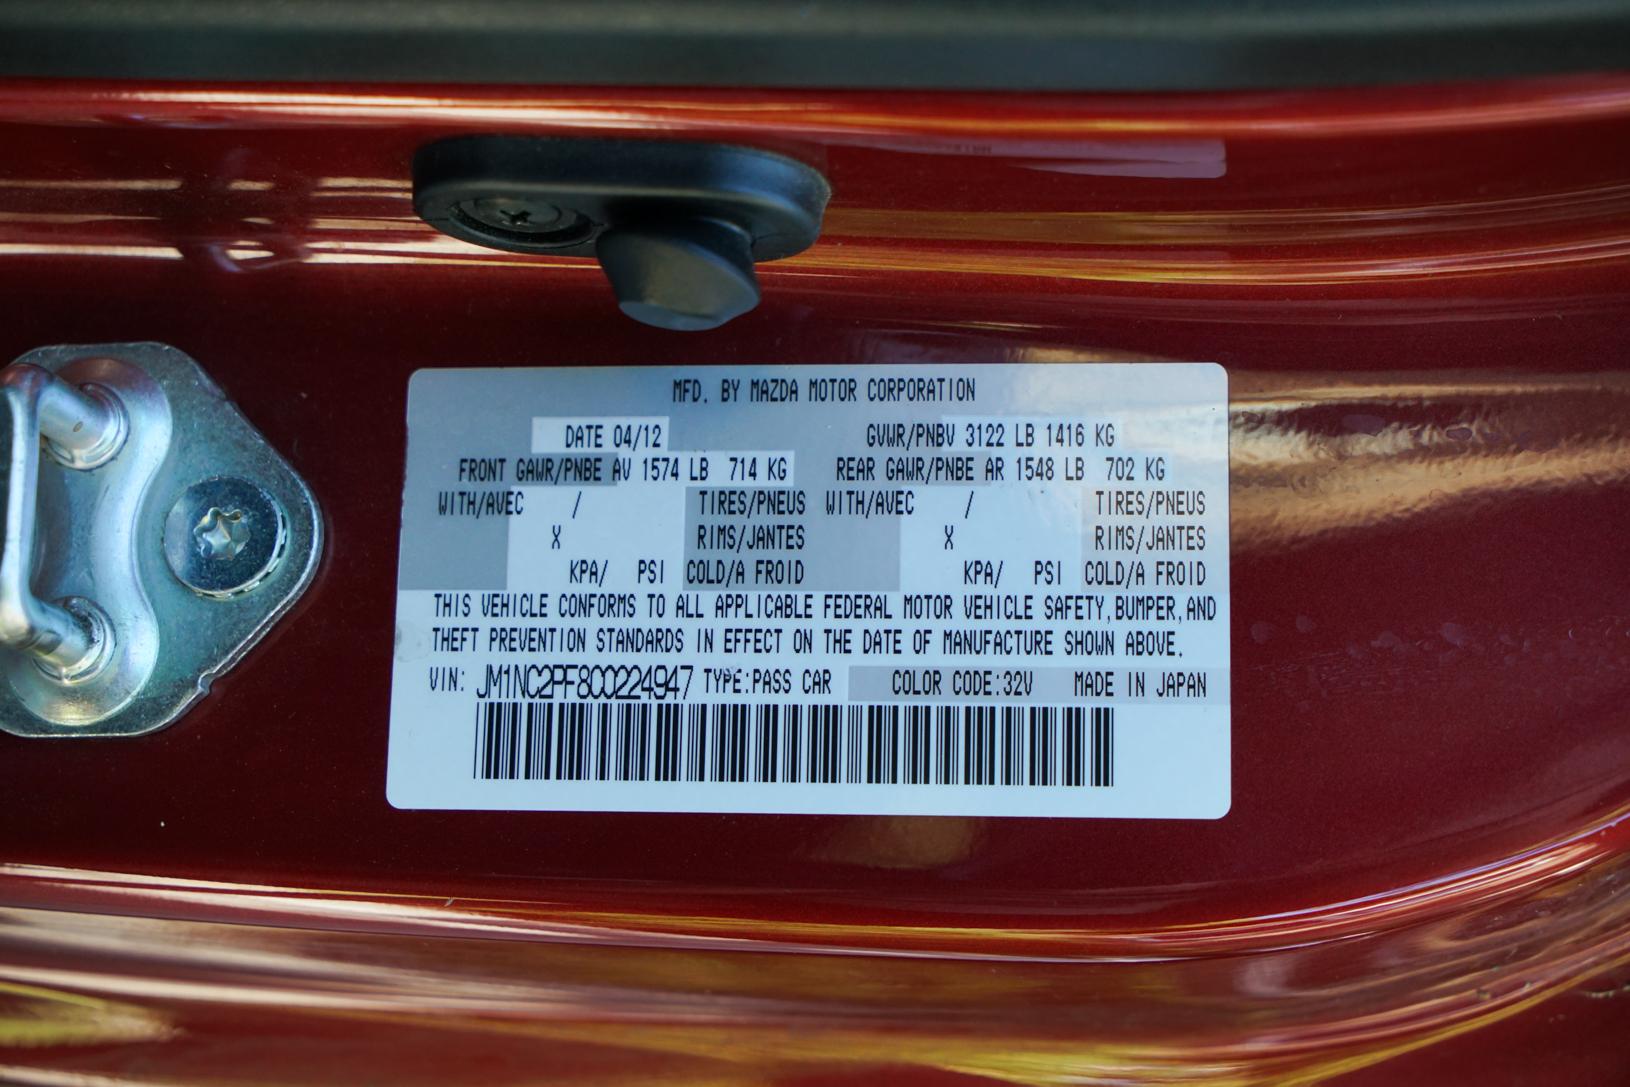 MFD. BY MAZDA MOTOR CORPORATION
DATE 04/12 GVWR/PNBV 3122 LB 1416 KG
FRONT GAWR/PNBE AV 1574 LB 714 KG REAR GAWR/PNBE AR 1548 LB 702 KG
WITH/AVEC / TIRES/PNEUS WITH/AVEC / TIRES/PNEUS
X RIMS/JANTES X RIMS/JANTES
KPA/ PSI COLD/A FROID KPA/ PSI COLD/A FROID
THIS VEHICLE CONFORMS TO ALL APPLICABLE FEDERAL MOTOR VEHICLE SAFETY,BUMPER,AND
THEFT PREVENTION STANDARDS IN EFFECT ON THE DATE OF MANUFACTURE SHOWN ABOVE.
VIN: JM1NC2PF8C0224947 TYPE:PASS CAR COLOR CODE:32V MADE IN JAPAN